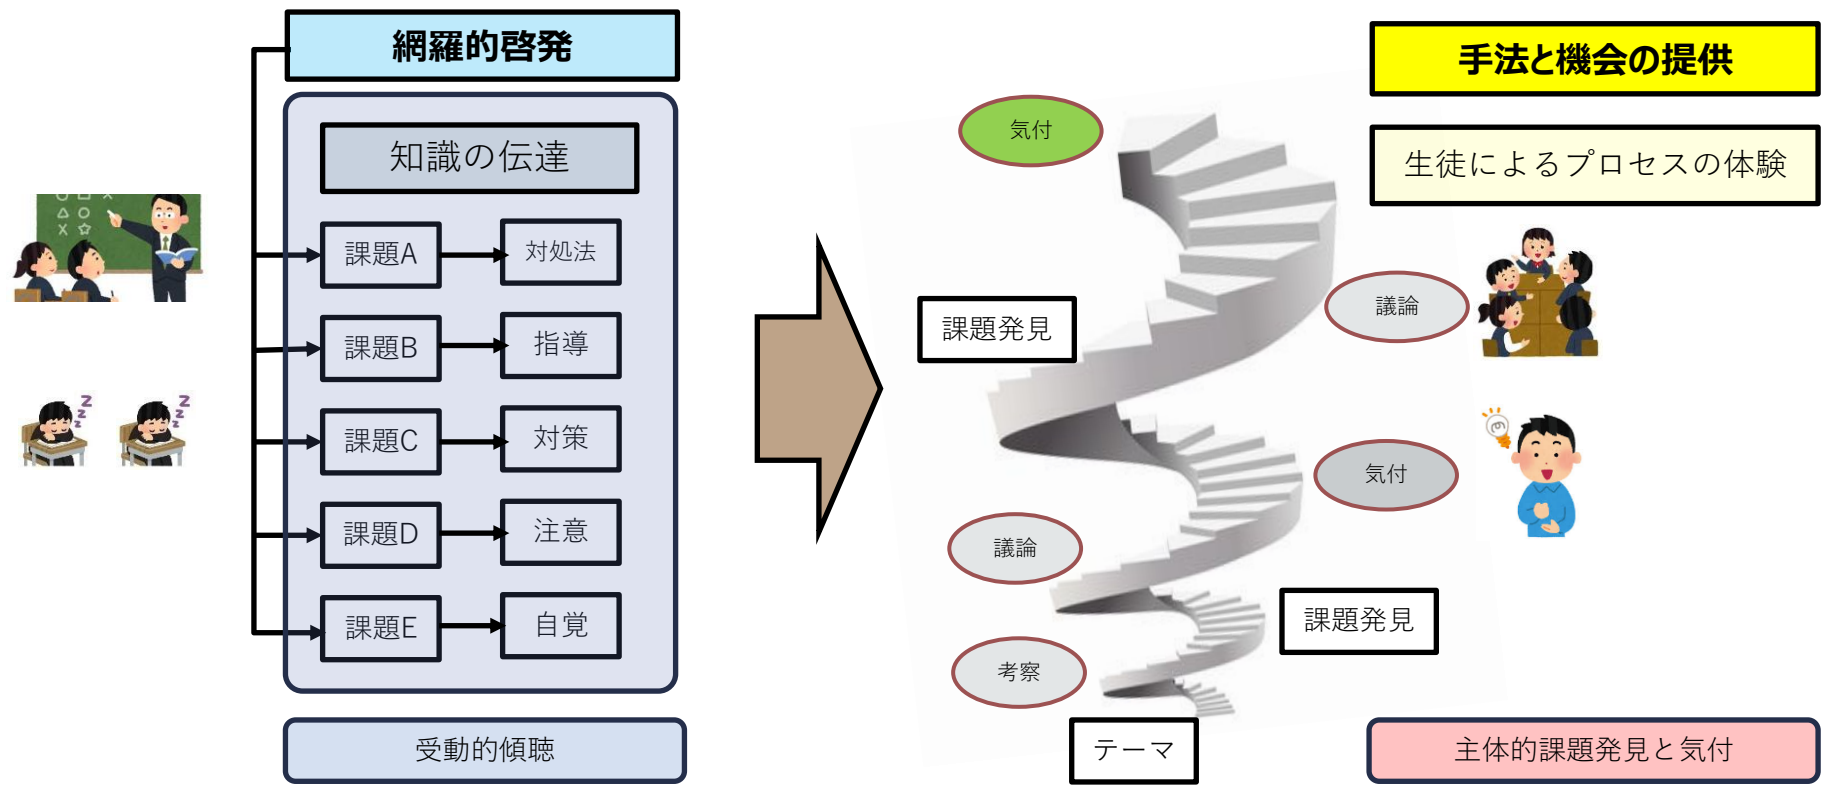 網羅的啓発
知識の伝達
課題A
対処法
課題B
指導
課題C
対策
課題D
注意
課題E
自覚
受動的傾聴
手法と機会の提供
生徒によるプロセスの体験
気付
議論
課題発見
気付
議論
課題発見
考察
テーマ
主体的課題発見と気付